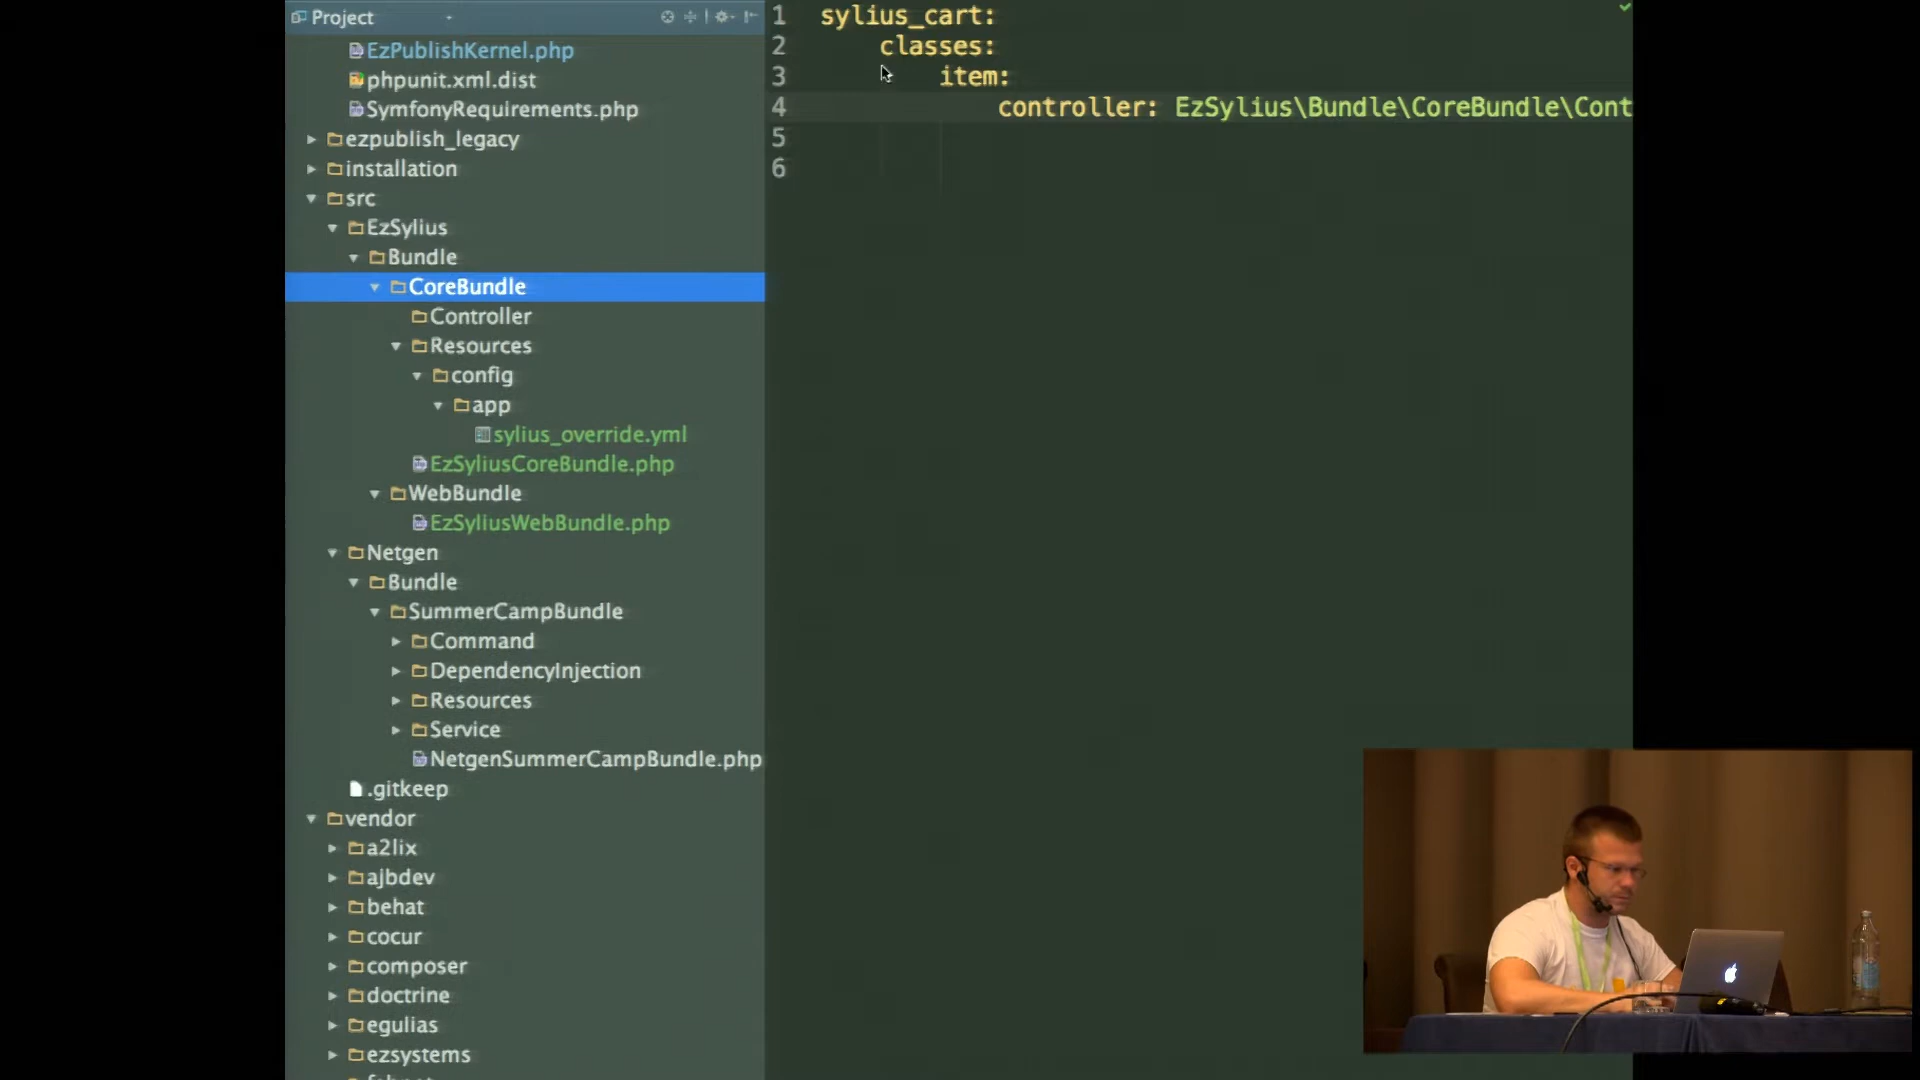 Project
EzPublishKernel.php
phpunit.xml.dist
SymfonyRequirements.php
ezpublish_legacy
installation
src
EzSylius
Bundle
CoreBundle
Controller
Resources
config
app
sylius_override.yml
EzSyliusCoreBundle.php
WebBundle
EzSyliusWebBundle.php
Netgen
Bundle
SummerCampBundle
Command
DependencyInjection
Resources
Service
NetgenSummerCampBundle.php
.gitkeep
vendor
a2lix
ajbdev
behat
cocur
composer
doctrine
egulias
ezsystems
1 sylius_cart:
2 classes:
3 item:
4 controller: EzSylius\Bundle\CoreBundle\Cont
5
6